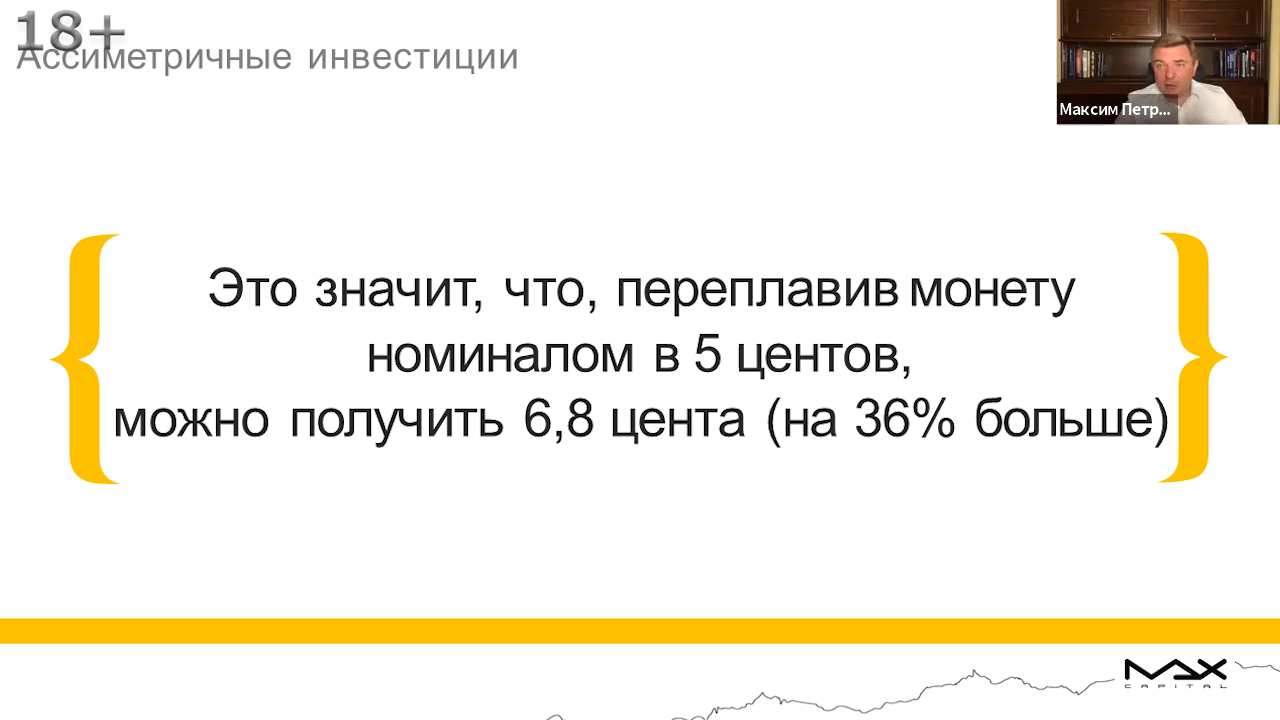 18+
Ассиметричные инвестиции
Максим Петр...
Это значит, что, переплавив монету
номиналом в 5 центов,
можно получить 6,8 цента (на 36% больше)
MAX
CAPITAL